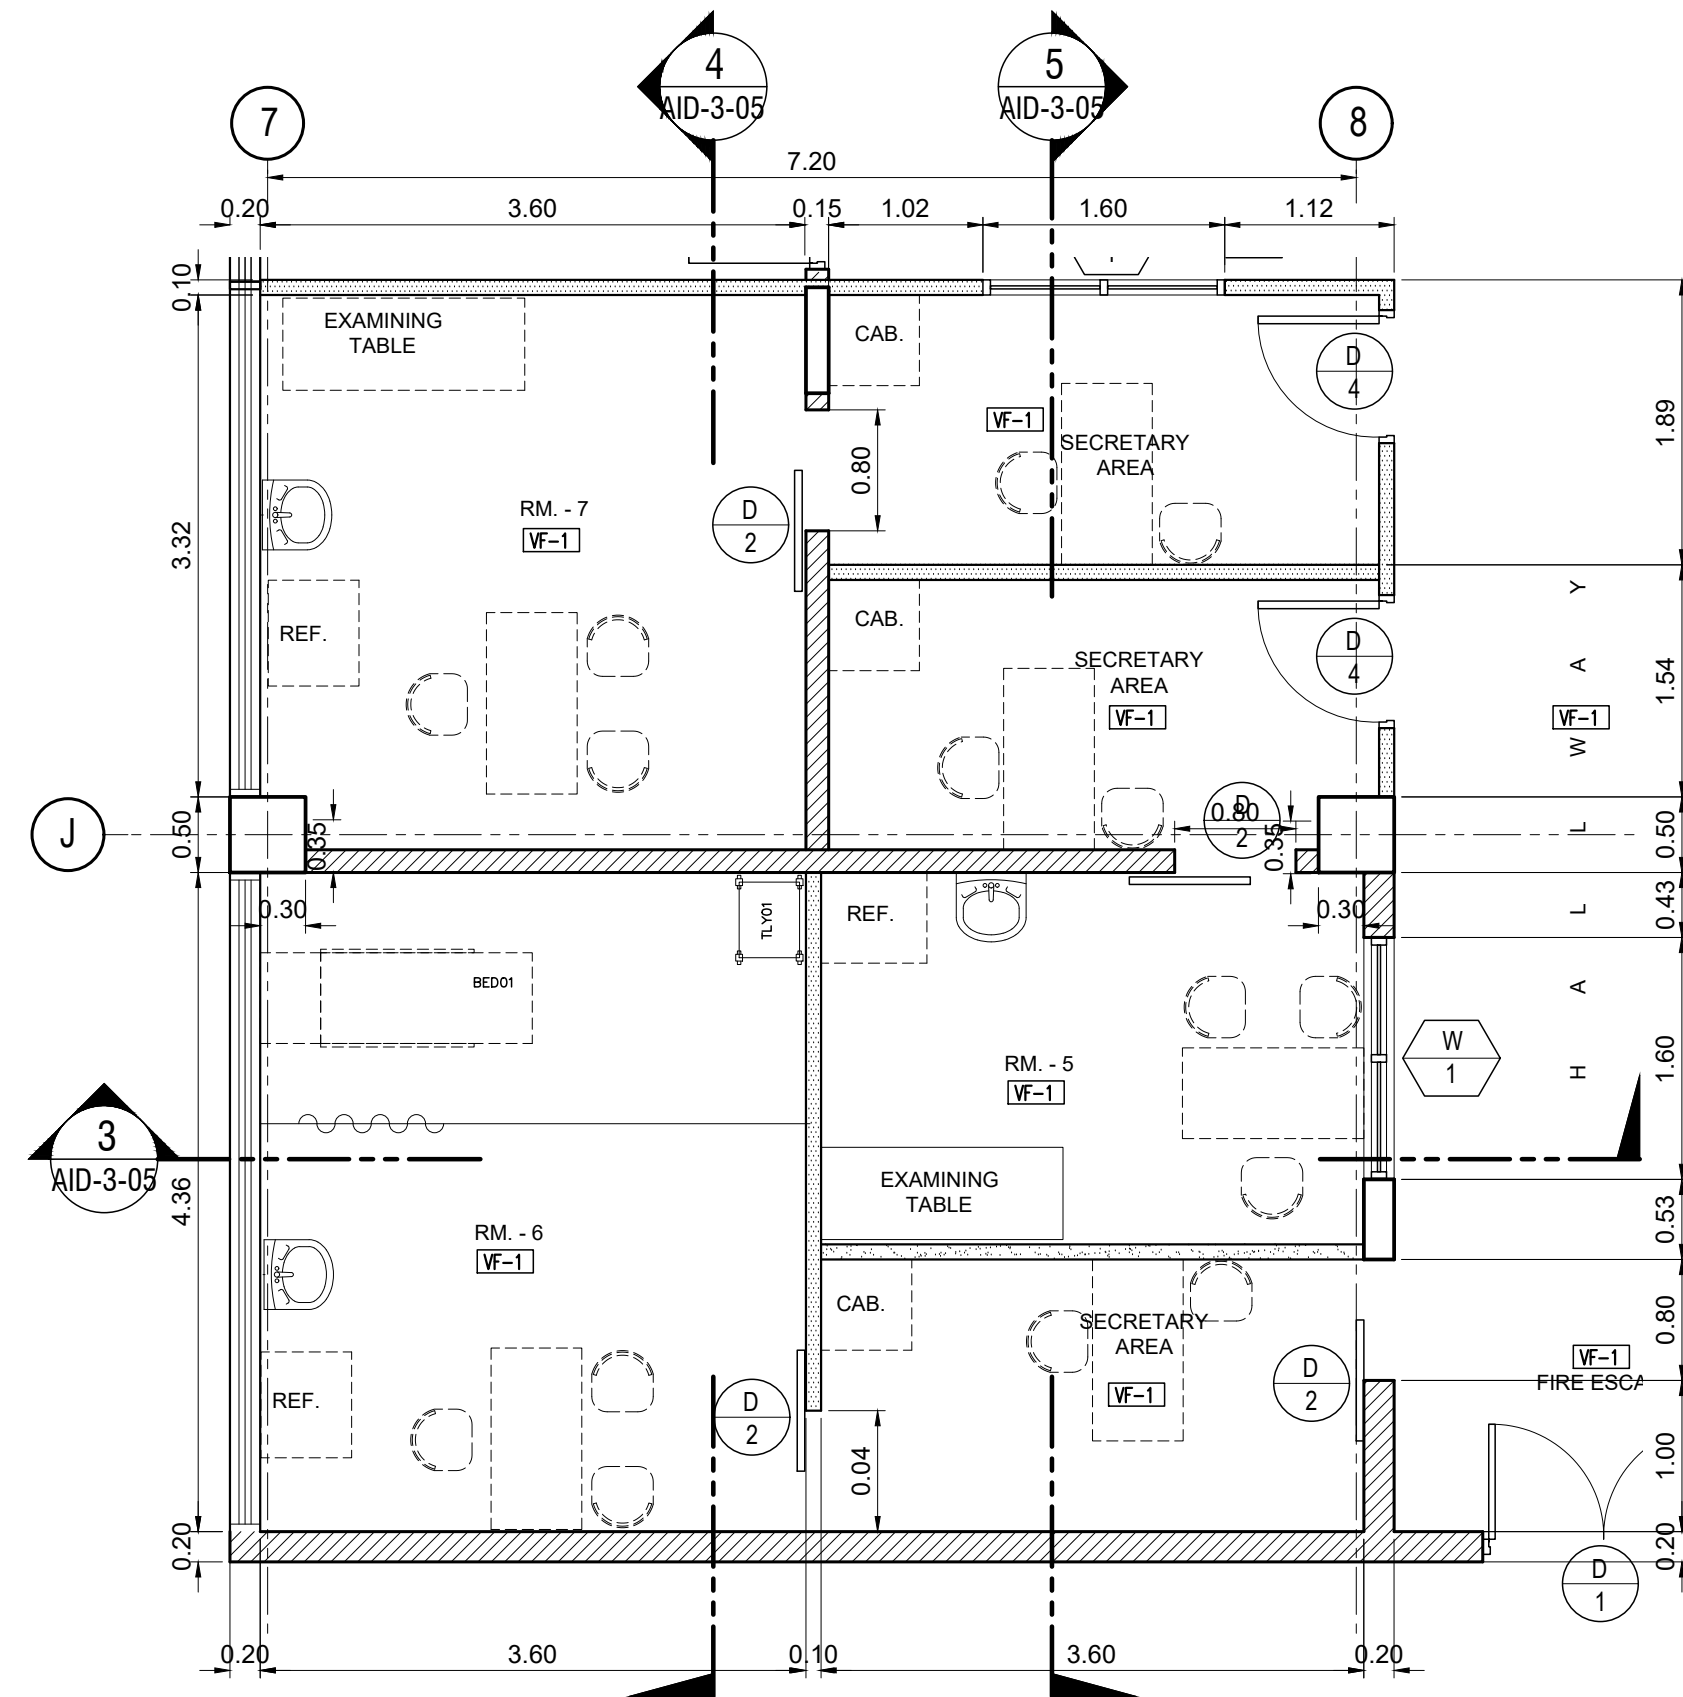 4
AID-3-05
5
AID-3-05
7
8
7.20
0.20
3.60
0.15
1.02
1.60
1.12
0.10
EXAMINING
TABLE
CAB.
D
4
VF-1
SECRETARY
AREA
1.89
0.80
RM. - 7
VF-1
D
2
3.32
REF.
CAB.
SECRETARY
AREA
VF-1
D
4
HALLWAY
VF-1
1.54
J
0.50
0.35
0.80
D
2
0.35
0.50
0.30
TLY01
REF.
0.30
0.43
BED01
RM. - 5
VF-1
W
1
1.60
3
AID-3-05
4.36
EXAMINING
TABLE
0.53
RM. - 6
VF-1
CAB.
SECRETARY
AREA
VF-1
D
2
0.80
VF-1
FIRE ESCA
REF.
D
2
0.04
1.00
0.20
0.20
D
1
0.20
3.60
0.10
3.60
0.20